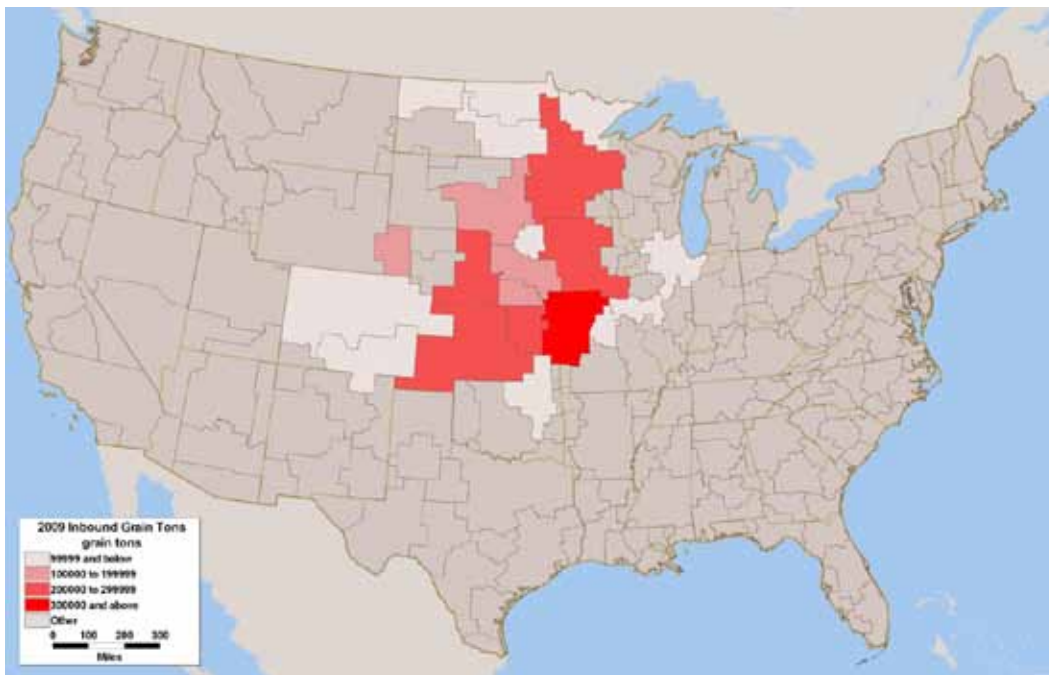 2009 Inbound Grain Tons
grain tons
99999 and below
100000 to 199999
200000 to 299999
300000 and above
Other
0 100 200 300
Miles